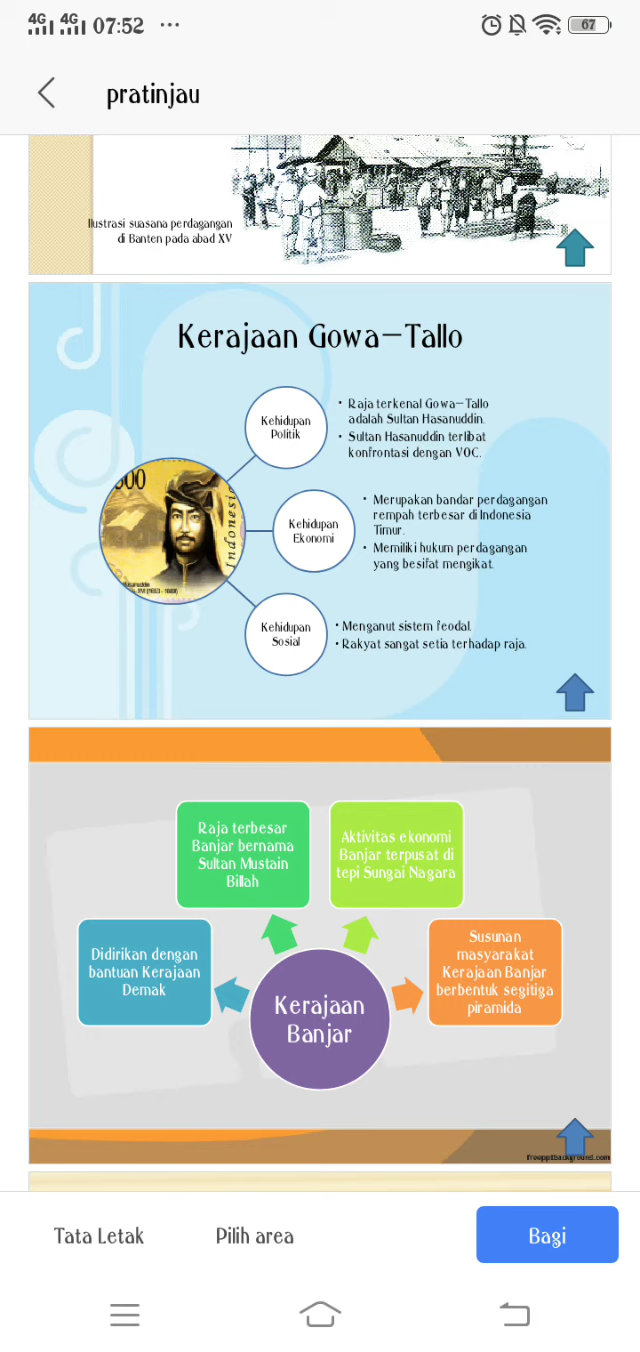 4G 4G 07:52 ...
67
pratinjau
Ilustrasi suasana perdagangan
di Banten pada abad XV
Kerajaan Gowa–Tallo
Kehidupan
Politik
• Raja terkenal Gowa–Tallo
adalah Sultan Hasanuddin.
• Sultan Hasanuddin terlibat
konfrontasi dengan VOC.
Indonesia
Kehidupan
Ekonomi
• Merupakan bandar perdagangan
rempah terbesar di Indonesia
Timur.
• Memiliki hukum perdagangan
yang besifat mengikat.
Kehidupan
Sosial
• Menganut sistem feodal.
• Rakyat sangat setia terhadap raja.
Raja terbesar
Banjar bernama
Sultan Mustain
Billah
Aktivitas ekonomi
Banjar terpusat di
tepi Sungai Nagara
Didirikan dengan
bantuan Kerajaan
Demak
Susunan
masyarakat
Kerajaan Banjar
berbentuk segitiga
piramida
Kerajaan
Banjar
freepptbackground.com
Tata Letak
Pilih area
Bagi